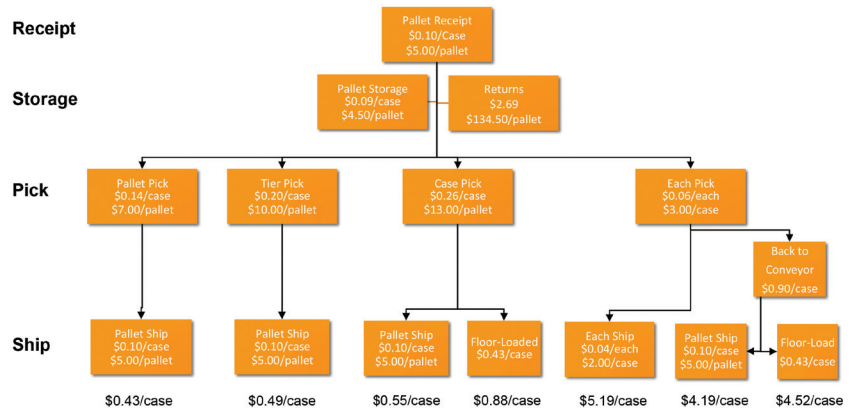 Receipt
Pallet Receipt
$0.10/Case
$5.00/pallet
Storage
Pallet Storage
$0.09/case
$4.50/pallet
Returns
$2.69
$134.50/pallet
Pick
Pallet Pick
$0.14/case
$7.00/pallet
Tier Pick
$0.20/case
$10.00/pallet
Case Pick
$0.26/case
$13.00/pallet
Each Pick
$0.06/each
$3.00/case
Back to
Conveyor
$0.90/case
Ship
Pallet Ship
$0.10/case
$5.00/pallet
Pallet Ship
$0.10/case
$5.00/pallet
Pallet Ship
$0.10/case
$5.00/pallet
Floor-Loaded
$0.43/case
Each Ship
$0.04/each
$2.00/case
Pallet Ship
$0.10/case
$5.00/pallet
Floor-Load
$0.43/case
$0.43/case
$0.49/case
$0.55/case
$0.88/case
$5.19/case
$4.19/case
$4.52/case